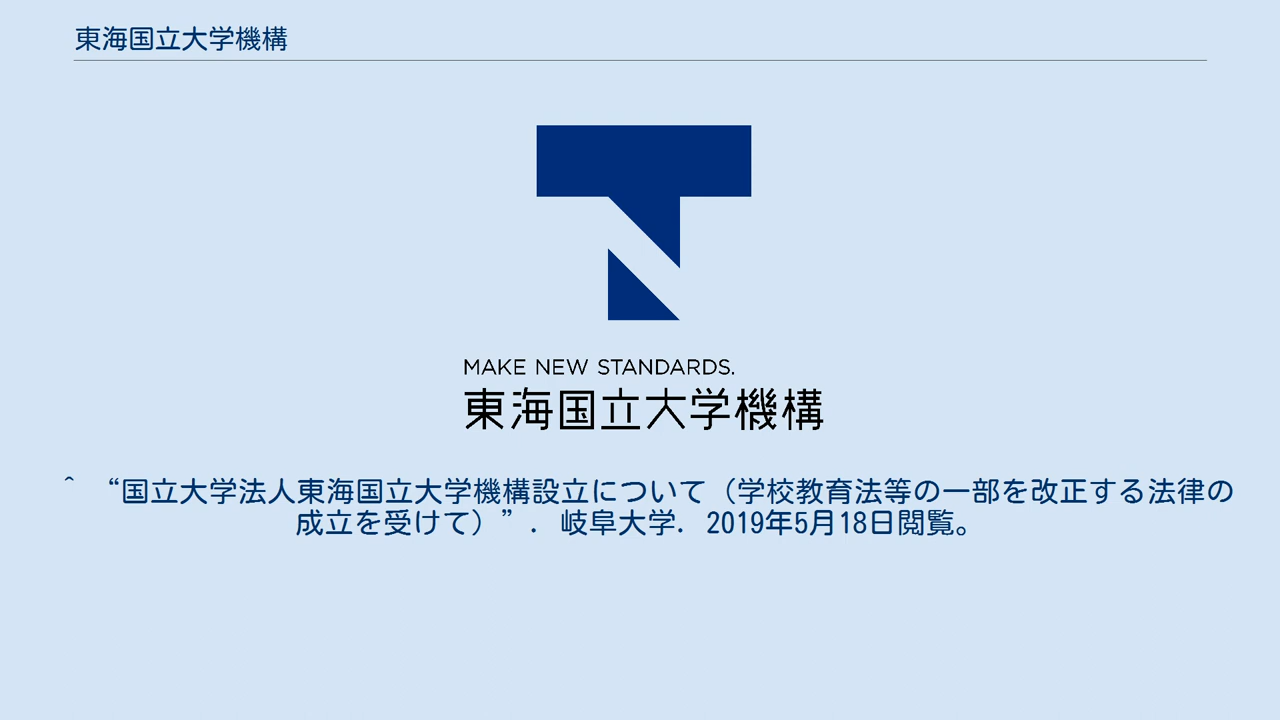 東海国立大学機構
MAKE NEW STANDARDS.
東海国立大学機構
^ “国立大学法人東海国立大学機構設立について（学校教育法等の一部を改正する法律の
成立を受けて）”. 岐阜大学. 2019年5月18日閲覧。